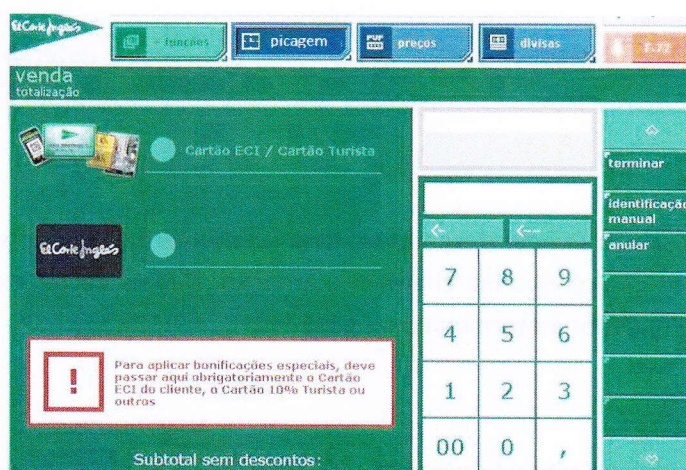 El Corte Inglés
+ funções
picagem
preços
divisas
F-22
venda
totalização
Cartão ECI / Cartão Turista
El Corte Inglés
Para aplicar bonificações especiais, deve
passar aqui obrigatoriamente o Cartão
ECI do cliente, o Cartão 10% Turista ou
outros
Subtotal sem descontos:
<-
<--
7 8 9
4 5 6
1 2 3
00 0 ,
terminar
identificação
manual
anular